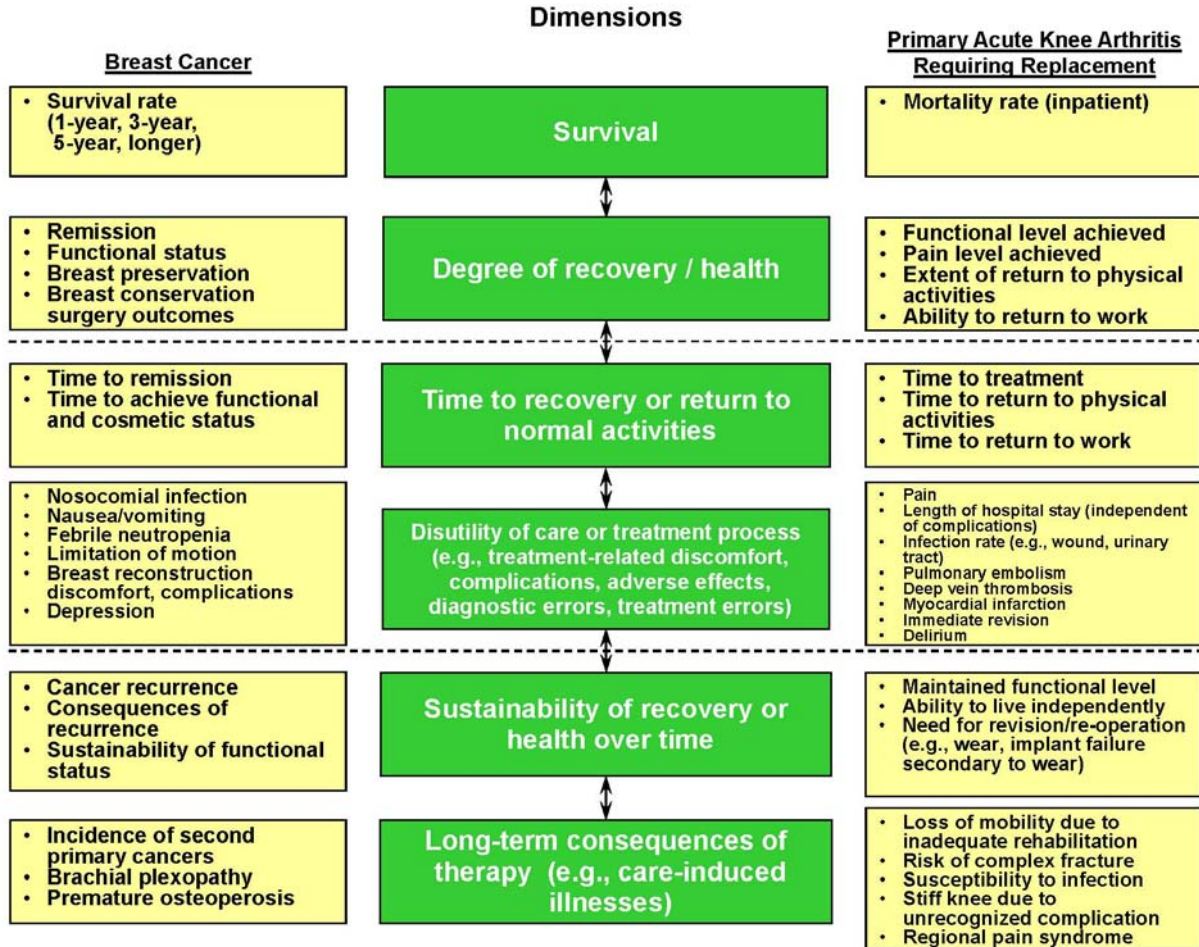 Dimensions
Breast Cancer
Primary Acute Knee Arthritis
Requiring Replacement
• Survival rate
(1-year, 3-year,
5-year, longer)
Survival
• Mortality rate (inpatient)
• Remission
• Functional status
• Breast preservation
• Breast conservation
surgery outcomes
Degree of recovery / health
• Functional level achieved
• Pain level achieved
• Extent of return to physical
activities
• Ability to return to work
• Time to remission
• Time to achieve functional
and cosmetic status
Time to recovery or return to
normal activities
• Time to treatment
• Time to return to physical
activities
• Time to return to work
• Nosocomial infection
• Nausea/vomiting
• Febrile neutropenia
• Limitation of motion
• Breast reconstruction
discomfort, complications
• Depression
Disutility of care or treatment process
(e.g., treatment-related discomfort,
complications, adverse effects,
diagnostic errors, treatment errors)
• Pain
• Length of hospital stay (independent
of complications)
• Infection rate (e.g., wound, urinary
tract)
• Pulmonary embolism
• Deep vein thrombosis
• Myocardial infarction
• Immediate revision
• Delirium
• Cancer recurrence
• Consequences of
recurrence
• Sustainability of functional
status
Sustainability of recovery or
health over time
• Maintained functional level
• Ability to live independently
• Need for revision/re-operation
(e.g., wear, implant failure
secondary to wear)
• Incidence of second
primary cancers
• Brachial plexopathy
• Premature osteoperosis
Long-term consequences of
therapy (e.g., care-induced
illnesses)
• Loss of mobility due to
inadequate rehabilitation
• Risk of complex fracture
• Susceptibility to infection
• Stiff knee due to
unrecognized complication
• Regional pain syndrome